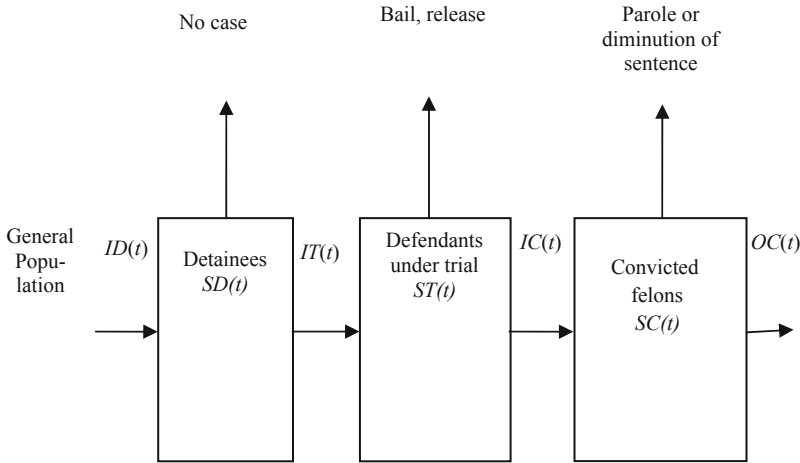 No case
Bail, release
Parole or
diminution of
sentence
General
Popu-
lation
ID(t)
Detainees
SD(t)
IT(t)
Defendants
under trial
ST(t)
IC(t)
Convicted
felons
SC(t)
OC(t)